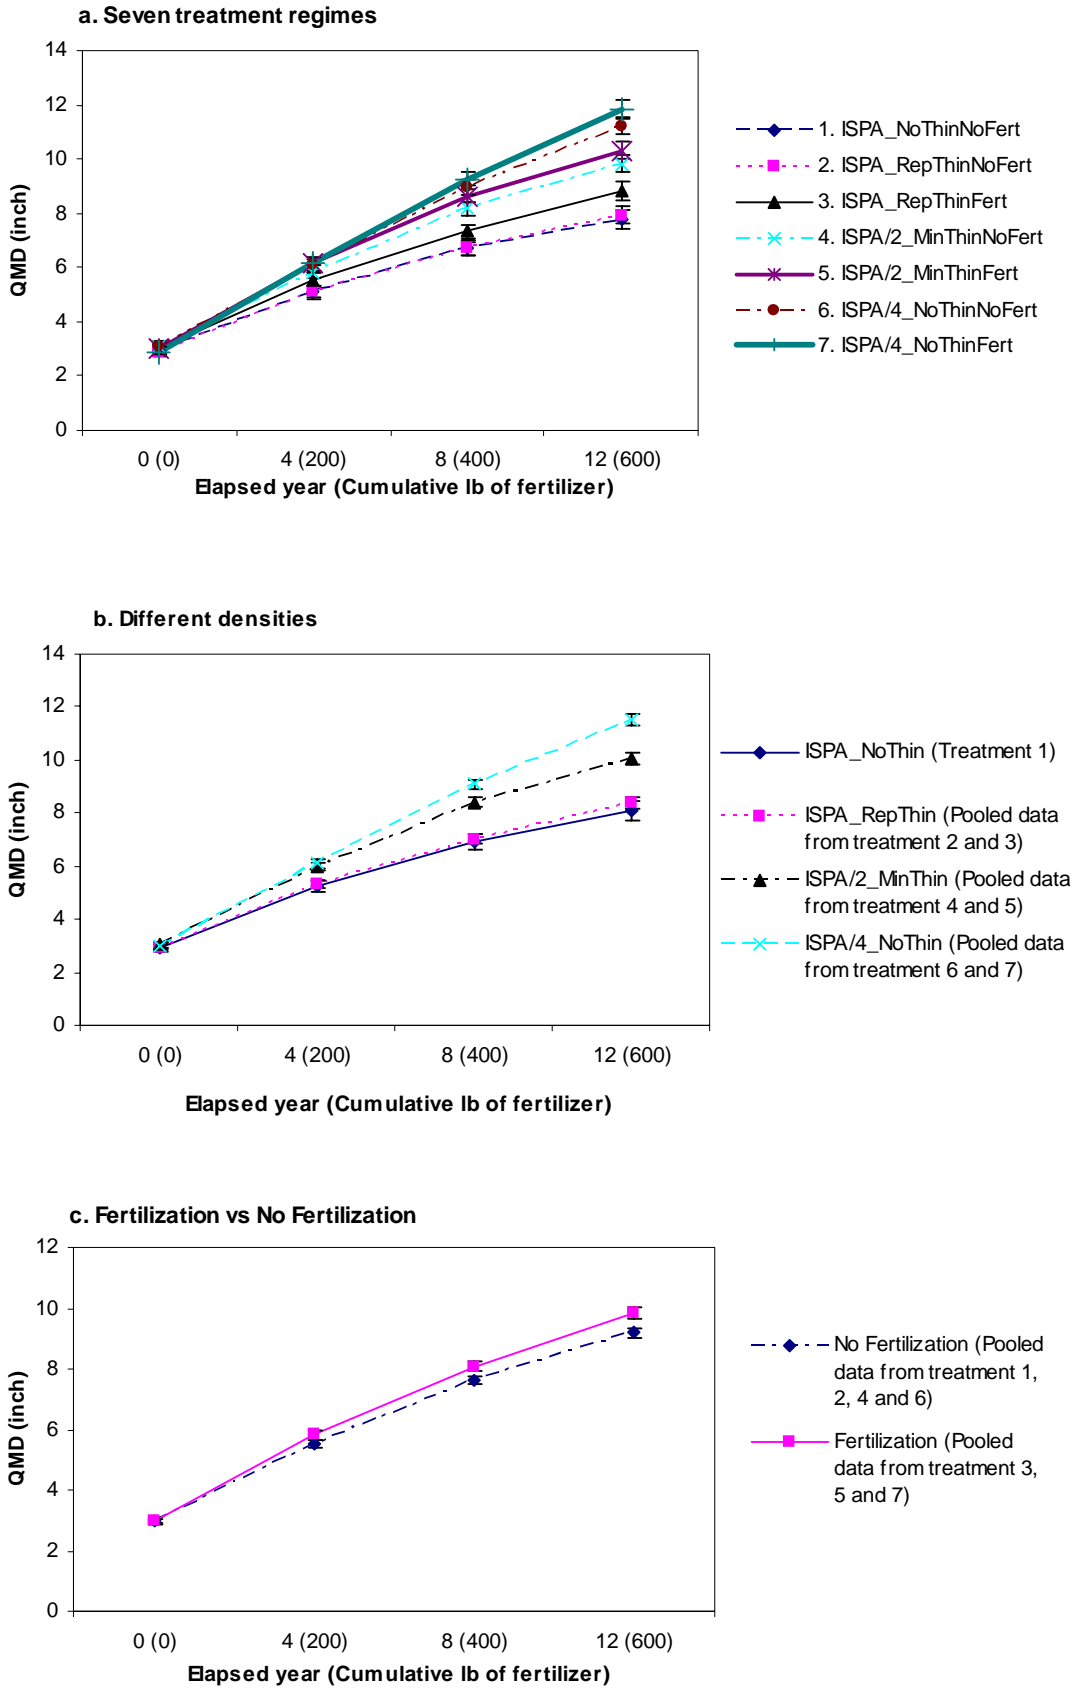 a. Seven treatment regimes
14
12
10
8
6
4
2
0
QMD (inch)
0 (0)
4 (200)
8 (400)
12 (600)
Elapsed year (Cumulative lb of fertilizer)
1. ISPA_NoThinNoFert
2. ISPA_RepThinNoFert
3. ISPA_RepThinFert
4. ISPA/2_MinThinNoFert
5. ISPA/2_MinThinFert
6. ISPA/4_NoThinNoFert
7. ISPA/4_NoThinFert
b. Different densities
14
12
10
8
6
4
2
0
QMD (inch)
0 (0)
4 (200)
8 (400)
12 (600)
Elapsed year (Cumulative lb of fertilizer)
ISPA_NoThin (Treatment 1)
ISPA_RepThin (Pooled data
from treatment 2 and 3)
ISPA/2_MinThin (Pooled data
from treatment 4 and 5)
ISPA/4_NoThin (Pooled data
from treatment 6 and 7)
c. Fertilization vs No Fertilization
12
10
8
6
4
2
0
QMD (inch)
0 (0)
4 (200)
8 (400)
12 (600)
Elapsed year (Cumulative lb of fertilizer)
No Fertilization (Pooled
data from treatment 1,
2, 4 and 6)
Fertilization (Pooled
data from treatment 3,
5 and 7)